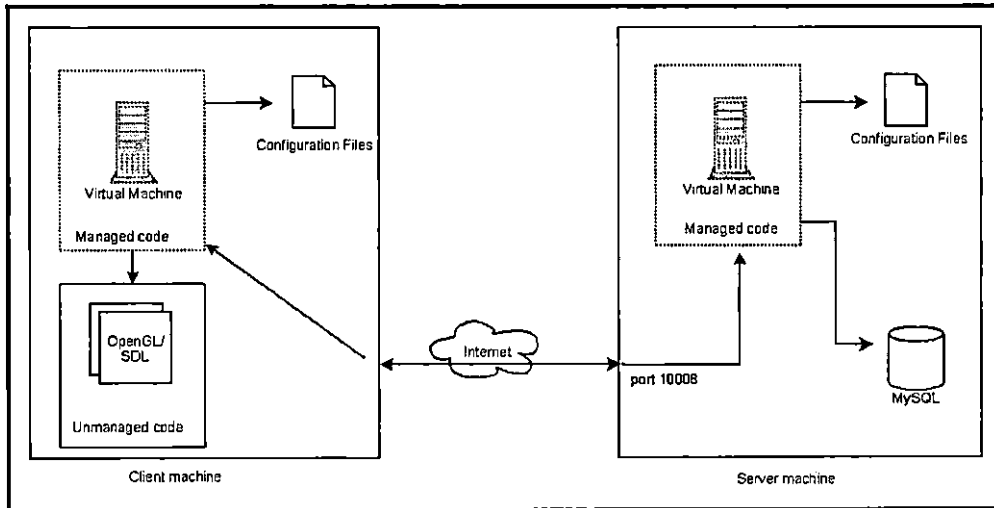 Configuration Files
Virtual Machine
Managed code
OpenGL/
SDL
Unmanaged code
Client machine
Internet
port 10008
Configuration Files
Virtual Machine
Managed code
MySQL
Server machine